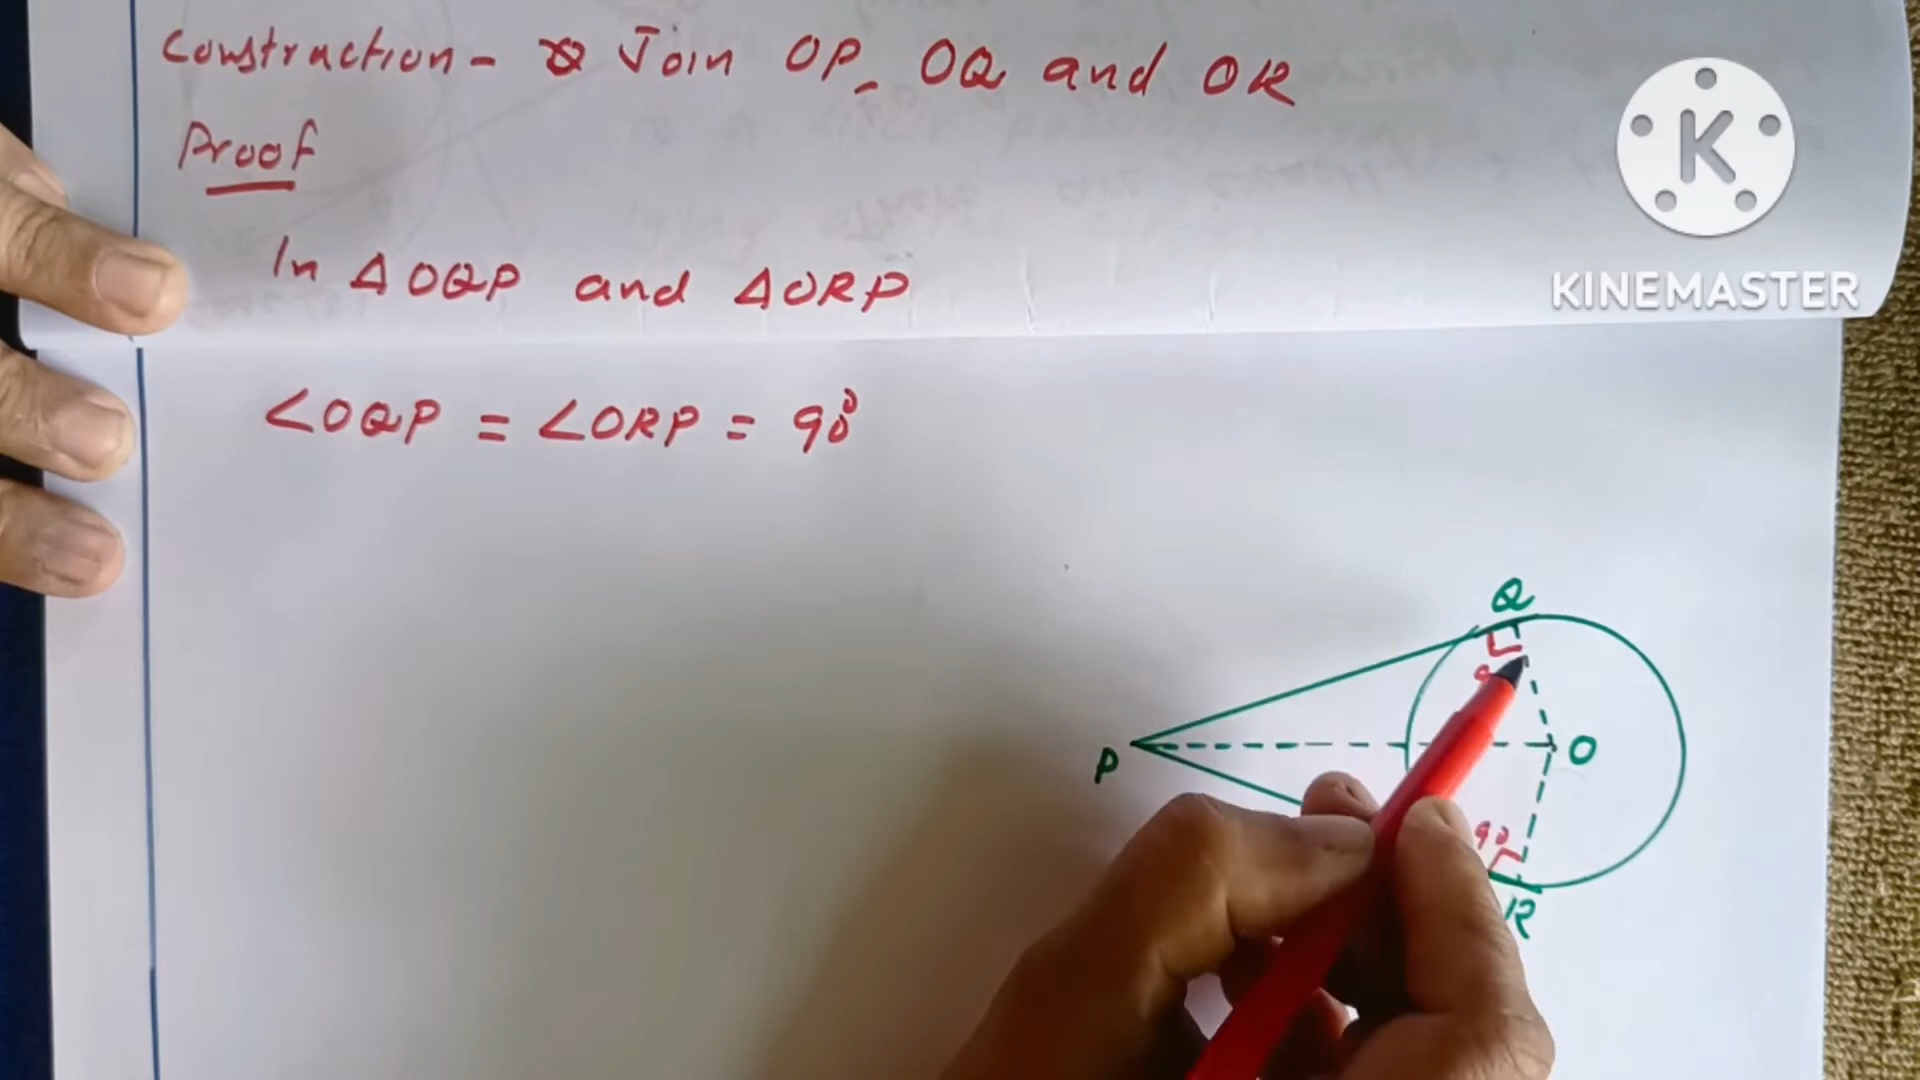 Construction - Join OP, OQ and OR
Proof
In ΔOQP and ΔORP
∠OQP = ∠ORP = 90°
K
KINEMASTER
Q
P
O
90
R